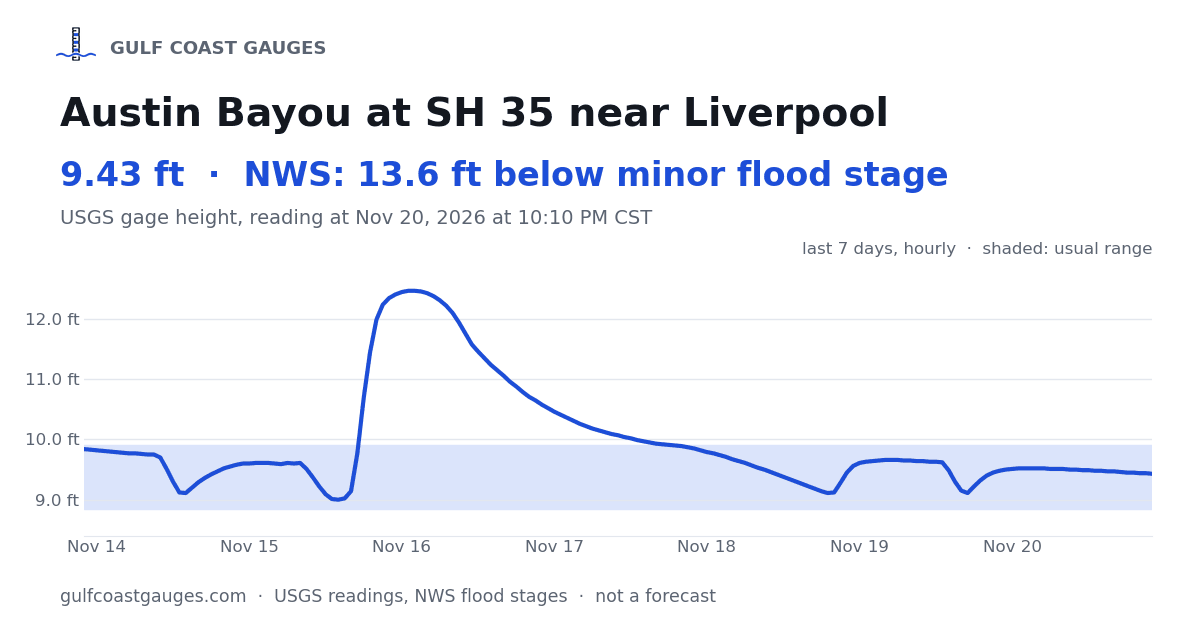 GULF COAST GAUGES
Austin Bayou at SH 35 near Liverpool
9.43 ft · NWS: 13.6 ft below minor flood stage
USGS gage height, reading at Nov 20, 2026 at 10:10 PM CST
last 7 days, hourly · shaded: usual range
12.0 ft
11.0 ft
10.0 ft
9.0 ft
Nov 14 Nov 15 Nov 16 Nov 17 Nov 18 Nov 19 Nov 20
gulfcoastgauges.com · USGS readings, NWS flood stages · not a forecast